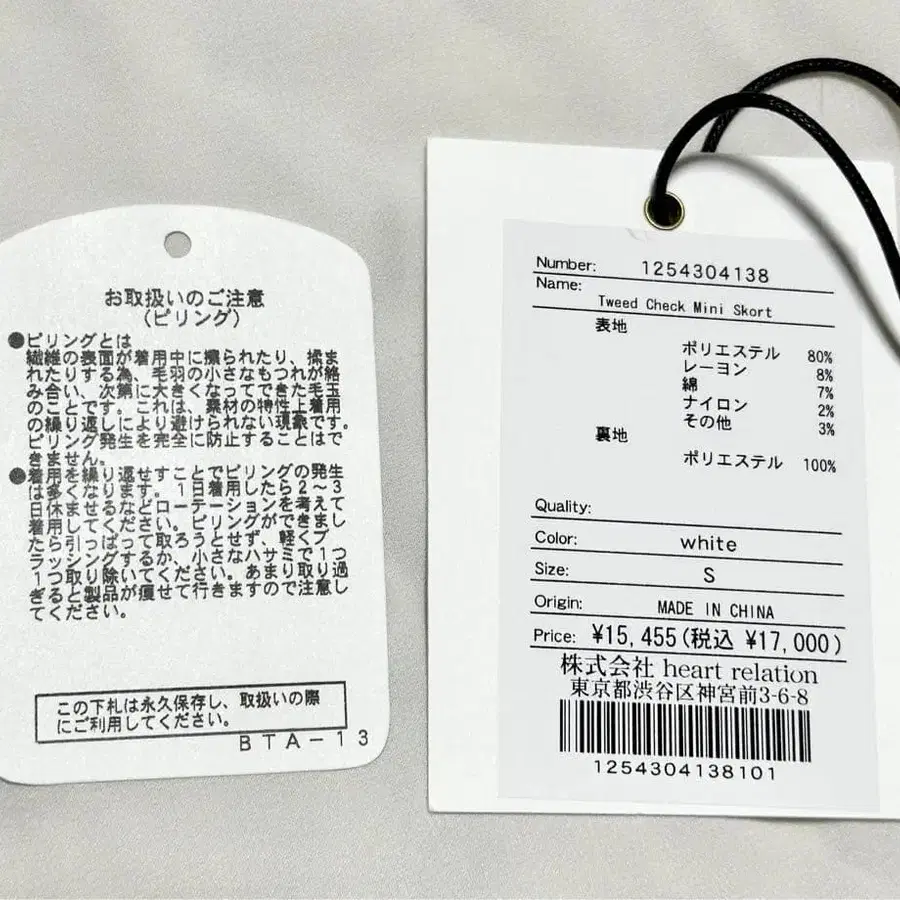 お取扱いのご注意
(ピリング)
●ピリングとは
繊維の表面が着用中に擦られたり、揉ま
れたりする為、毛羽の小さなもつれが絡
み合い、次第に大きくなってできた毛玉
のことです。これは、素材の特性上着用
の繰り返しにより避けられない現象です。
ピリング発生を完全に防止することはで
きません。
●着用を繰り返せすことでピリングの発生
は多くなります。1日着用したら2〜3
日休ませるなどローテーションを考えて
着用してください。ピリングができまし
たら引っぱって取ろうとせず、軽くブ
ラッシングするか、小さなハサミで1つ
1つ取り除いてください。あまり取り過
ぎると製品が痩せて行きますので注意し
てください。
この下札は永久保存し、取扱いの際
にご利用してください。
BTA-13
Number: 1254304138
Name:
Tweed Check Mini Skort
表地
ポリエステル 80%
レーヨン 8%
綿 7%
ナイロン 2%
その他 3%
裏地
ポリエステル 100%
Quality:
Color: white
Size: S
Origin: MADE IN CHINA
Price: ¥15,455(税込 ¥17,000)
株式会社 heart relation
東京都渋谷区神宮前3-6-8
1254304138101